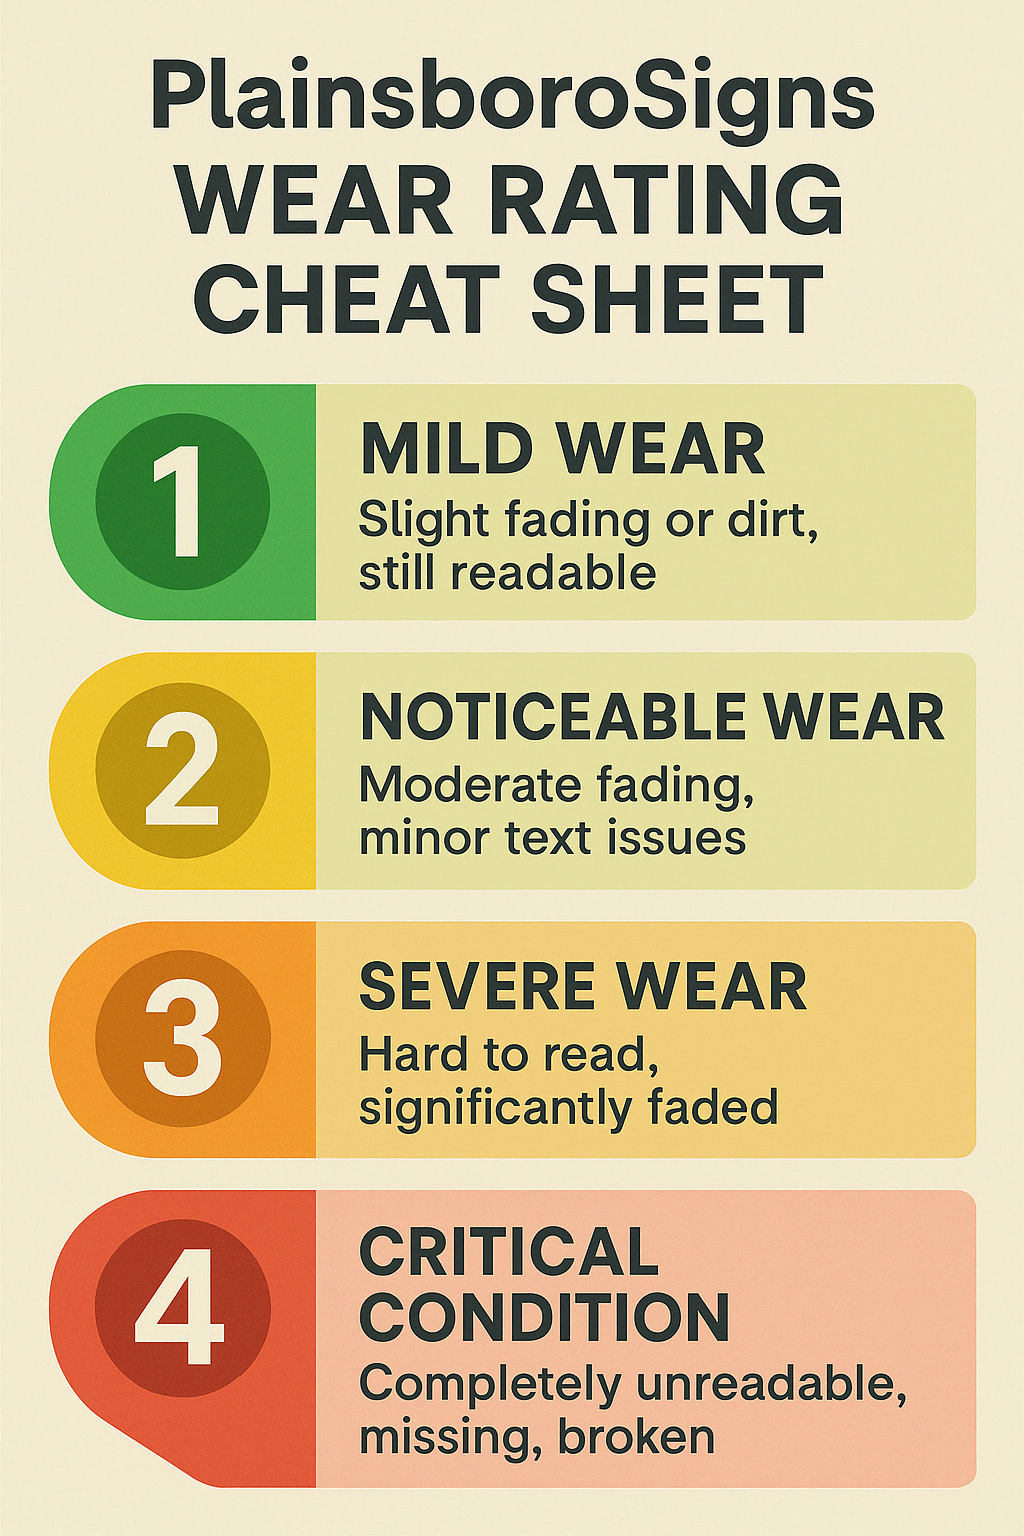 PlainsboroSigns
WEAR RATING
CHEAT SHEET
1
MILD WEAR
Slight fading or dirt,
still readable
2
NOTICEABLE WEAR
Moderate fading,
minor text issues
3
SEVERE WEAR
Hard to read,
significantly faded
4
CRITICAL
CONDITION
Completely unreadable,
missing, broken